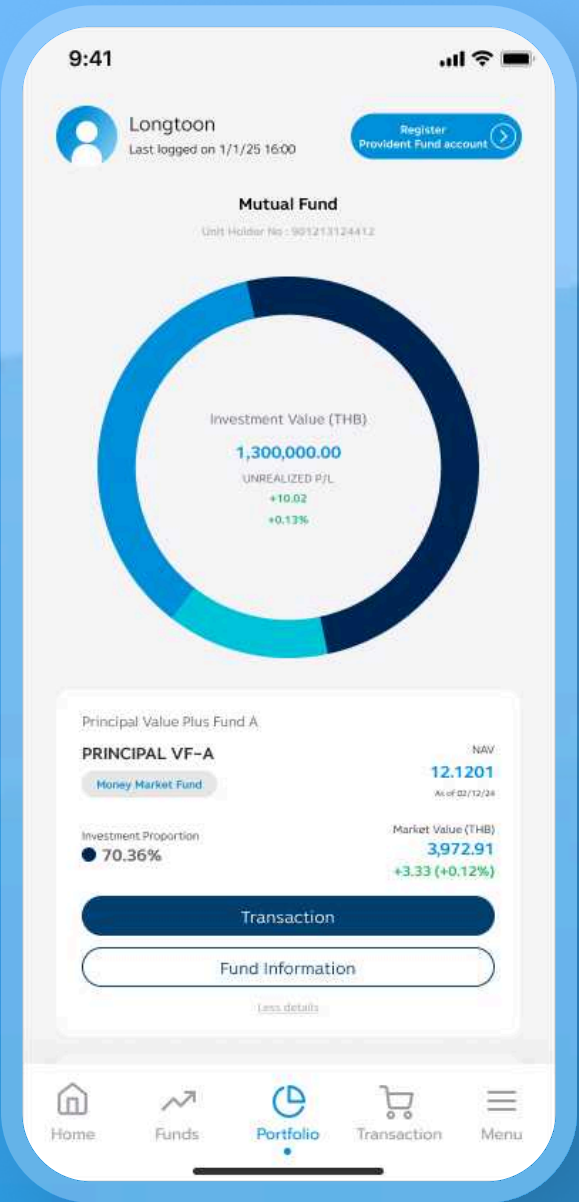 9:41
Longtoon
Last logged on 1/1/25 16:00
Register
Provident Fund account
Mutual Fund
Unit Holder No : 901213124412
Investment Value (THB)
1,300,000.00
UNREALIZED P/L
+10.02
+0.13%
Principal Value Plus Fund A
PRINCIPAL VF-A
Money Market Fund
NAV
12.1201
As of 02/12/24
Investment Proportion
70.36%
Market Value (THB)
3,972.91
+3.33 (+0.12%)
Transaction
Fund Information
Less details
Home
Funds
Portfolio
Transaction
Menu